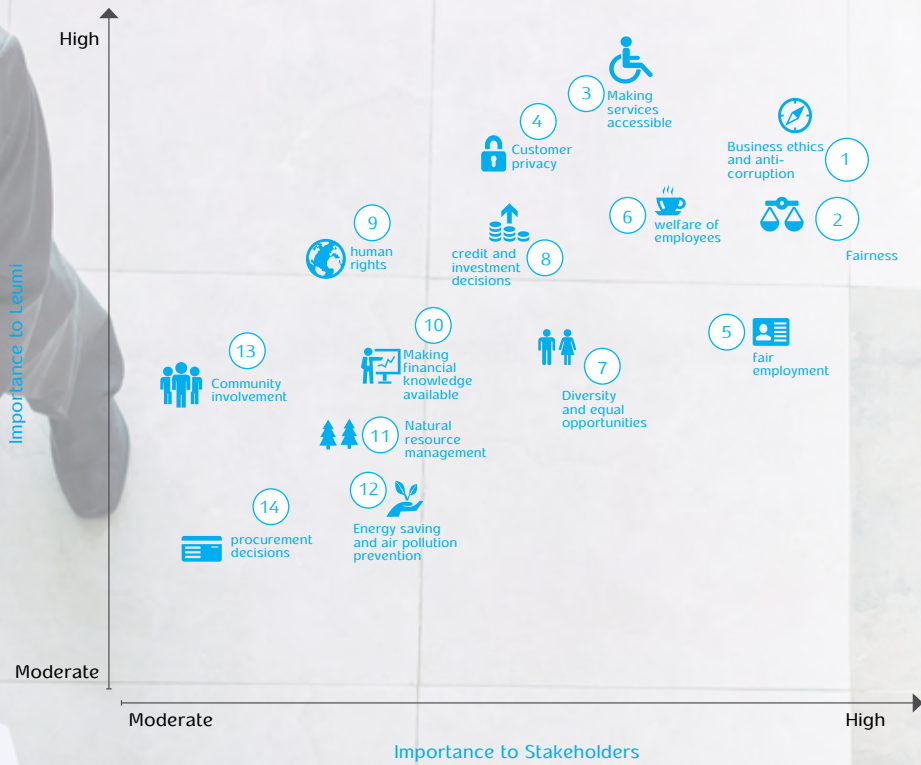 High
3
Making
services
accessible
4
Customer
privacy
Business ethics
and anti-
corruption
1
6
welfare of
employees
2
Fairness
9
human
rights
credit and
investment
decisions
8
10
Making
financial
knowledge
available
5
fair
employment
13
Community
involvement
7
Diversity
and equal
opportunities
11
Natural
resource
management
12
Energy saving
and air pollution
prevention
14
procurement
decisions
Importance to Leumi
Moderate
Moderate
High
Importance to Stakeholders